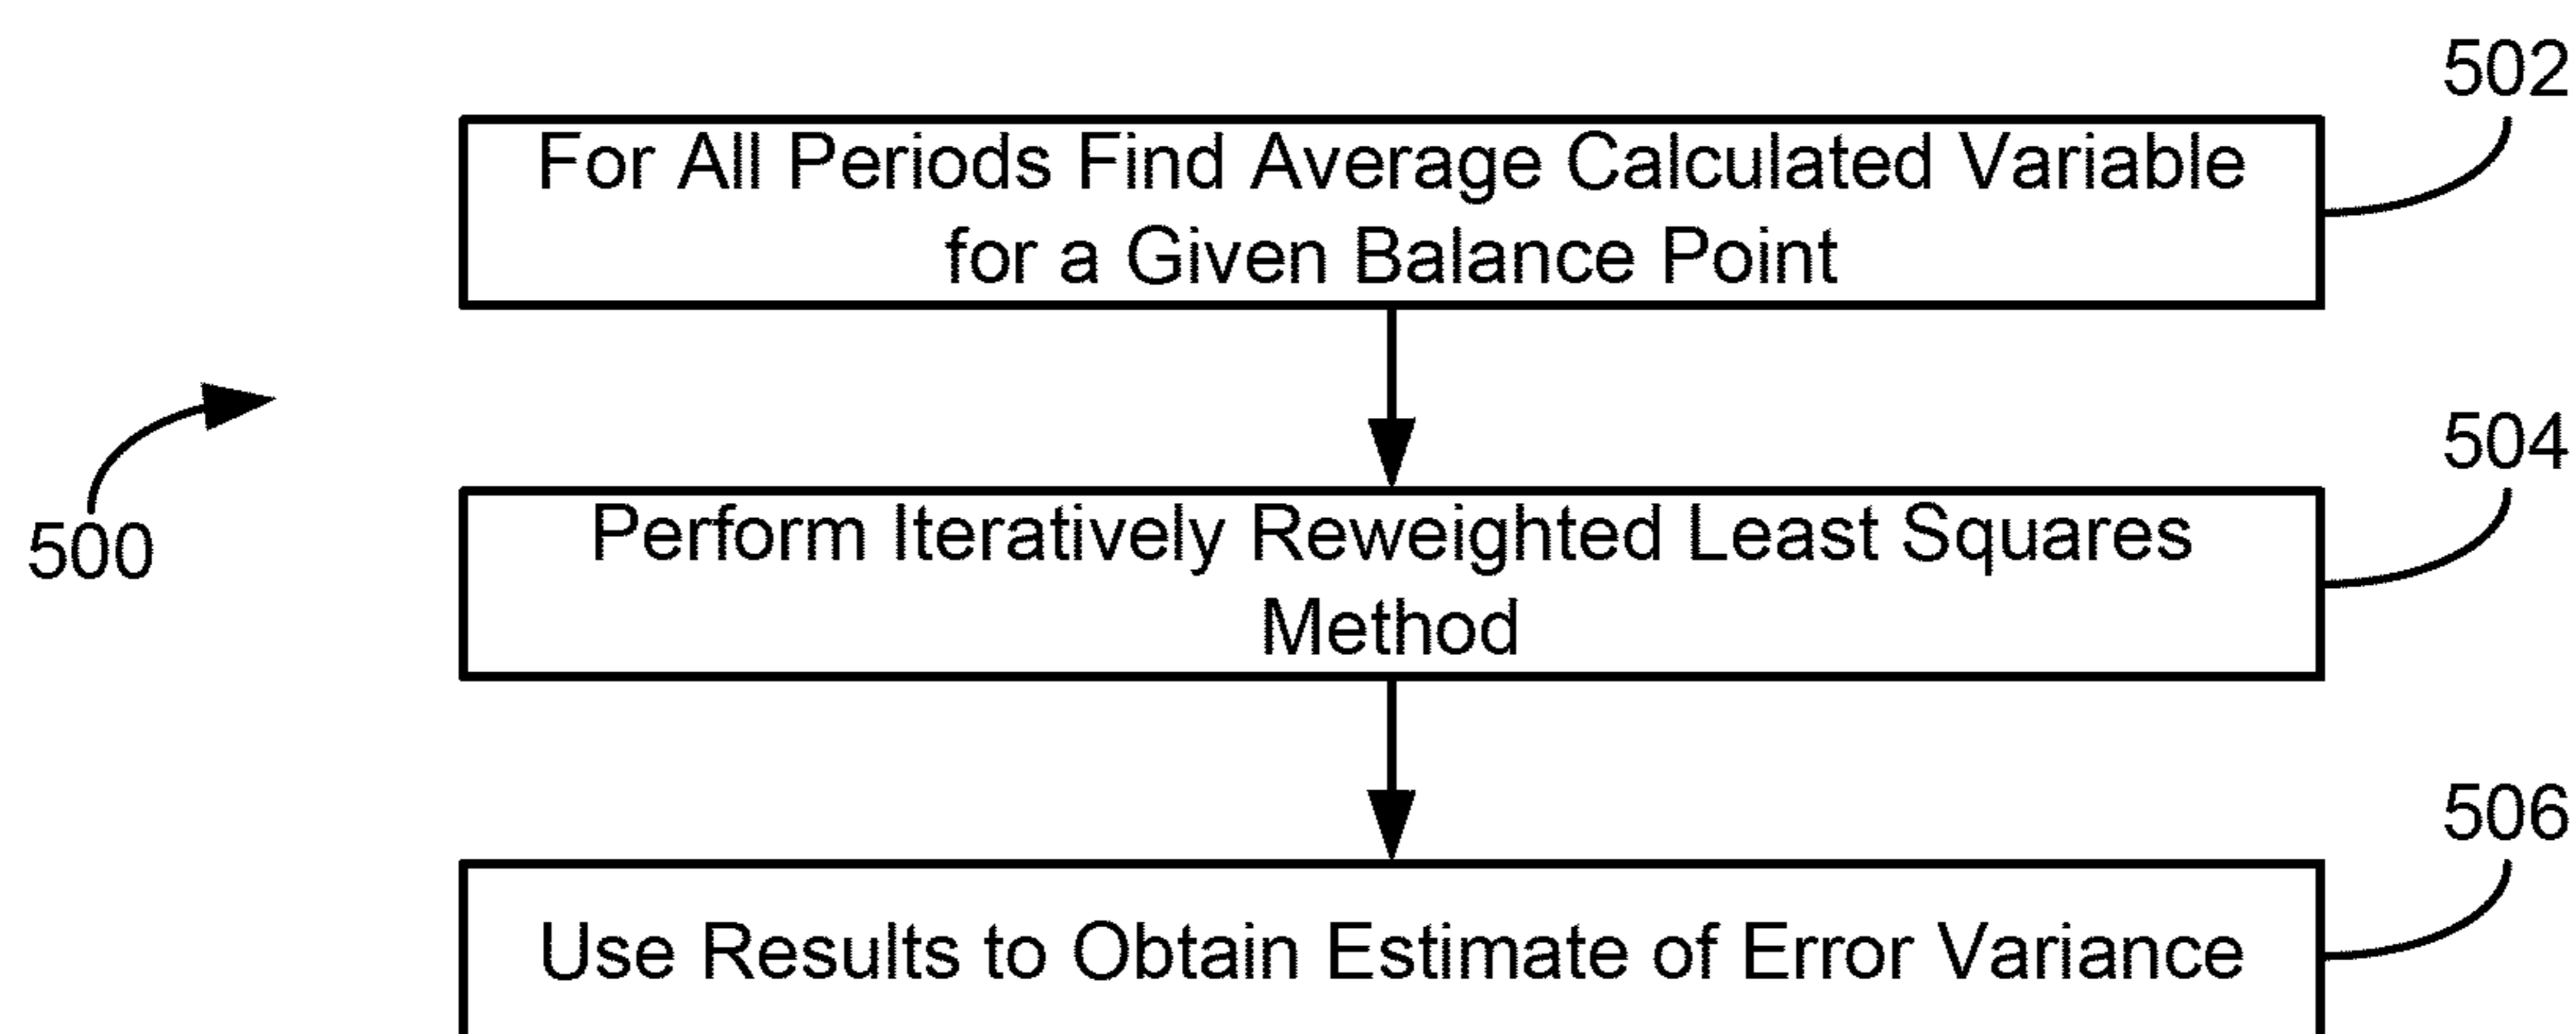 502
For All Periods Find Average Calculated Variable
for a Given Balance Point
504
Perform Iteratively Reweighted Least Squares
Method
500
506
Use Results to Obtain Estimate of Error Variance